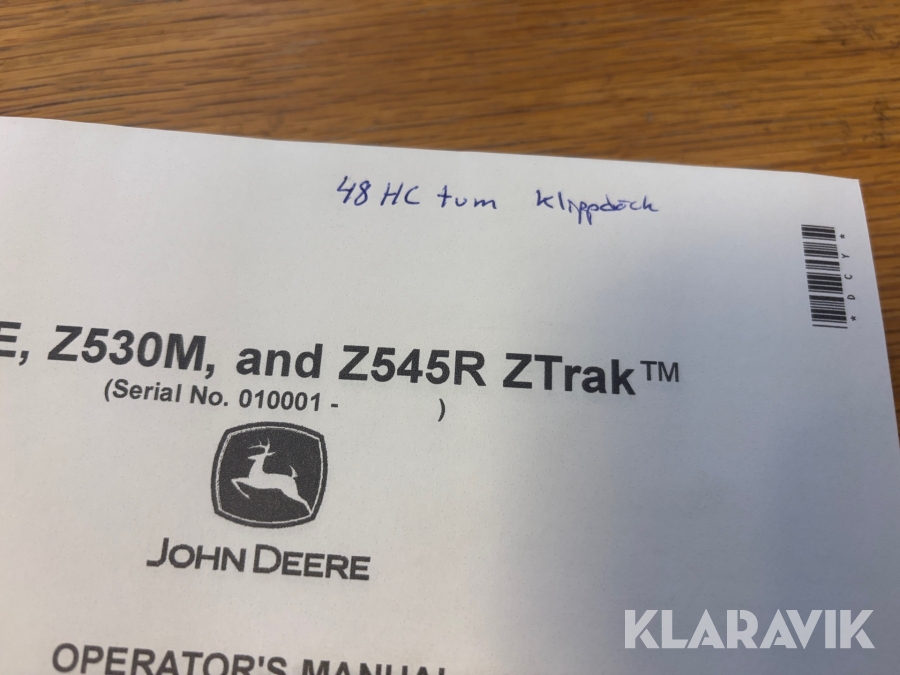 48 HC tum klippdäck
* D C Y *
E, Z530M, and Z545R ZTrak™
(Serial No. 010001 - )
JOHN DEERE
OPERATOR'S MANUAL
KLARAVIK